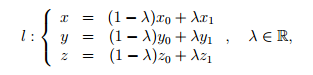 x = (1 − λ)x₀ + λx₁
l : { y = (1 − λ)y₀ + λy₁ , λ ∈ ℝ,
z = (1 − λ)z₀ + λz₁